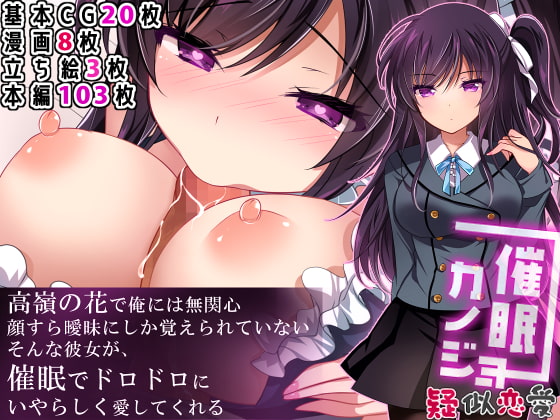 基本CG20枚
漫画8枚
立ち絵3枚
本編103枚
高嶺の花で俺には無関心
顔すら曖昧にしか覚えられていない
そんな彼女が、
催眠でドロドロに
いやらしく愛してくれる
催眠
カノジョ
疑似恋愛